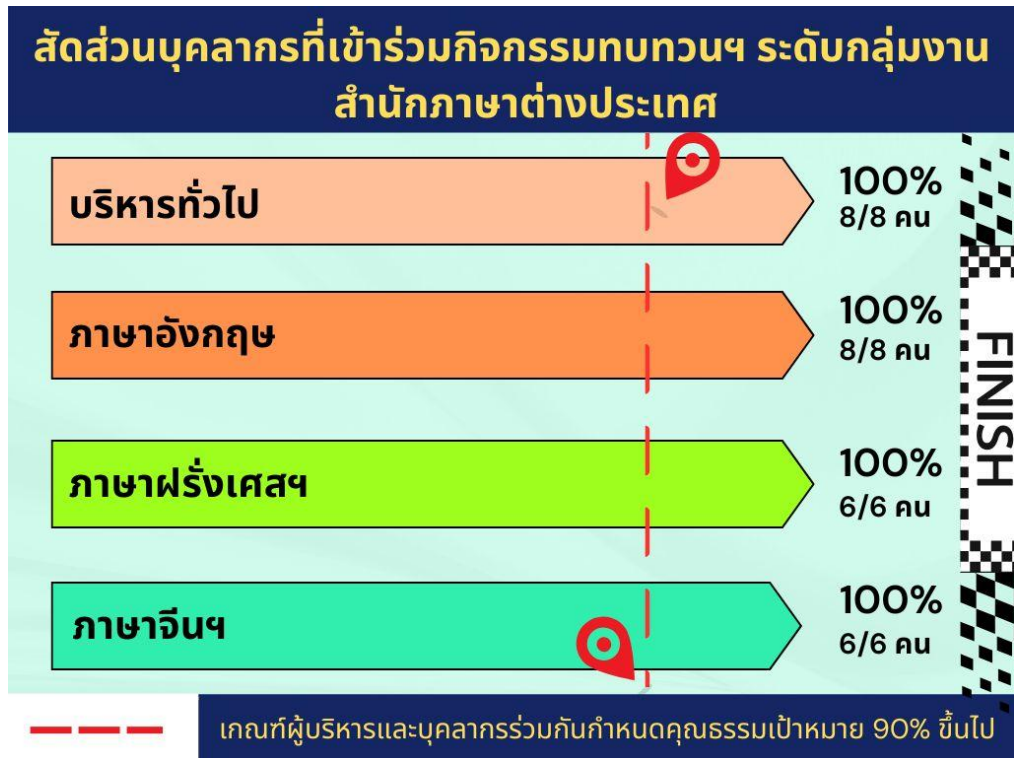 สัดส่วนบุคลากรที่เข้าร่วมกิจกรรมทบทวนฯ ระดับกลุ่มงาน
สำนักภาษาต่างประเทศ
บริหารทั่วไป
100%
8/8 คน
ภาษาอังกฤษ
100%
8/8 คน
ภาษาฝรั่งเศสฯ
100%
6/6 คน
ภาษาจีนฯ
100%
6/6 คน
FINISH
เกณฑ์ผู้บริหารและบุคลากรร่วมกันกำหนดคุณธรรมเป้าหมาย 90% ขึ้นไป